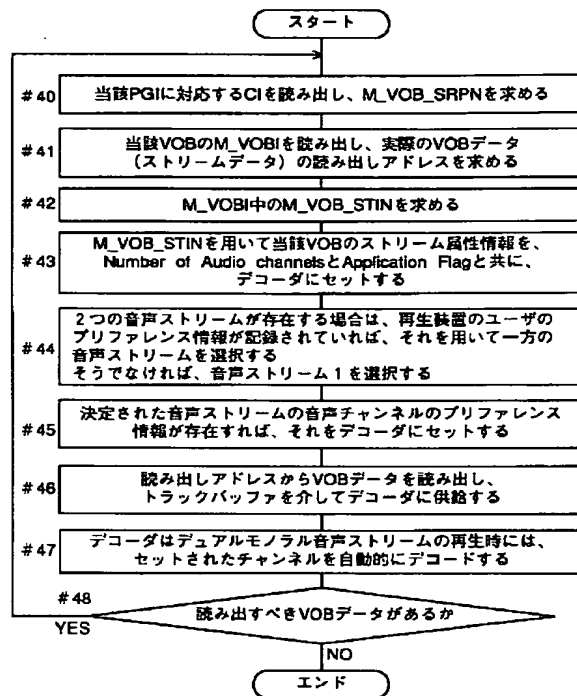 スタート
#40
当該PGIに対応するCIを読み出し、M_VOB_SRPNを求める
#41
当該VOBのM_VOBIを読み出し、実際のVOBデータ
(ストリームデータ)の読み出しアドレスを求める
#42
M_VOBI中のM_VOB_STINを求める
#43
M_VOB_STINを用いて当該VOBのストリーム属性情報を、
Number of Audio channelsとApplication Flagと共に、
デコーダにセットする
#44
2つの音声ストリームが存在する場合は、再生装置のユーザの
プリファレンス情報が記録されていれば、それを用いて一方の
音声ストリームを選択する
そうでなければ、音声ストリーム1を選択する
#45
決定された音声ストリームの音声チャンネルのプリファレンス
情報が存在すれば、それをデコーダにセットする
#46
読み出しアドレスからVOBデータを読み出し、
トラックバッファを介してデコーダに供給する
#47
デコーダはデュアルモノラル音声ストリームの再生時には、
セットされたチャンネルを自動的にデコードする
#48
読み出すべきVOBデータがあるか
YES
NO
エンド